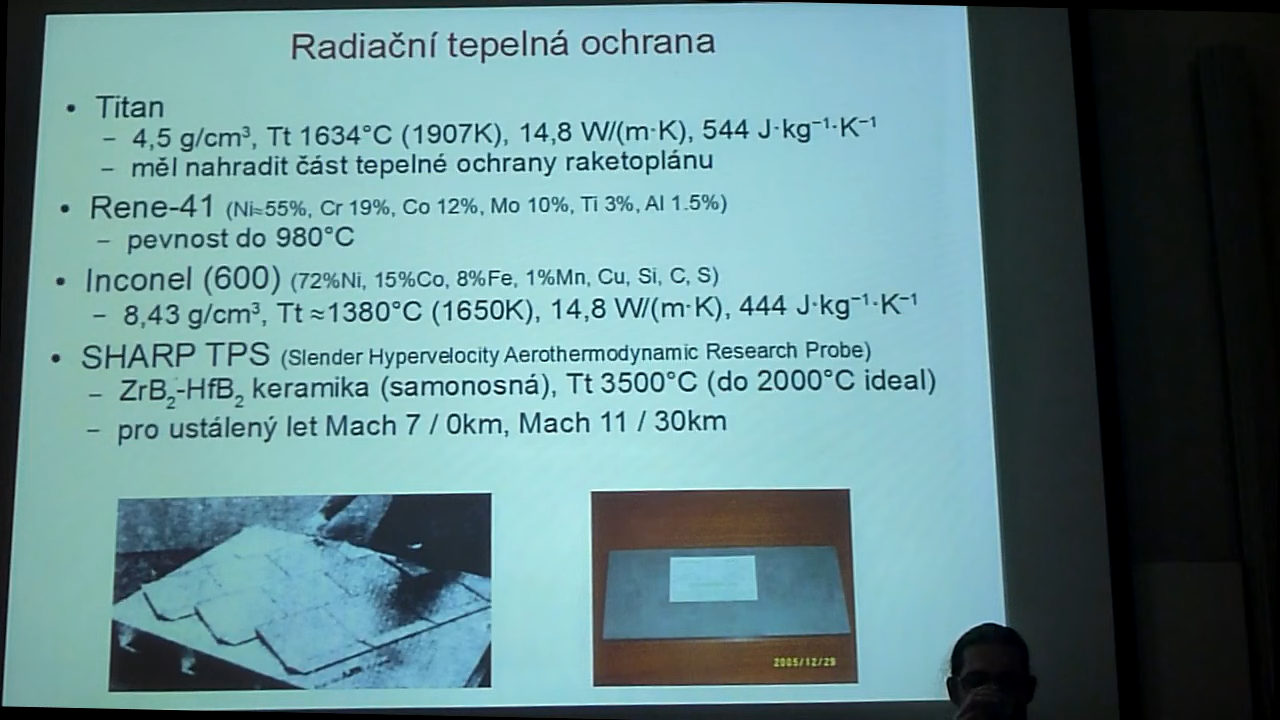 Radiační tepelná ochrana
• Titan
– 4,5 g/cm³, Tt 1634°C (1907K), 14,8 W/(m·K), 544 J·kg⁻¹·K⁻¹
– měl nahradit část tepelné ochrany raketoplánu
• Rene-41 (Ni≈55%, Cr 19%, Co 12%, Mo 10%, Ti 3%, Al 1.5%)
– pevnost do 980°C
• Inconel (600) (72%Ni, 15%Co, 8%Fe, 1%Mn, Cu, Si, C, S)
– 8,43 g/cm³, Tt ≈1380°C (1650K), 14,8 W/(m·K), 444 J·kg⁻¹·K⁻¹
• SHARP TPS (Slender Hypervelocity Aerothermodynamic Research Probe)
– ZrB₂-HfB₂ keramika (samonosná), Tt 3500°C (do 2000°C ideal)
– pro ustálený let Mach 7 / 0km, Mach 11 / 30km
2005/12/29